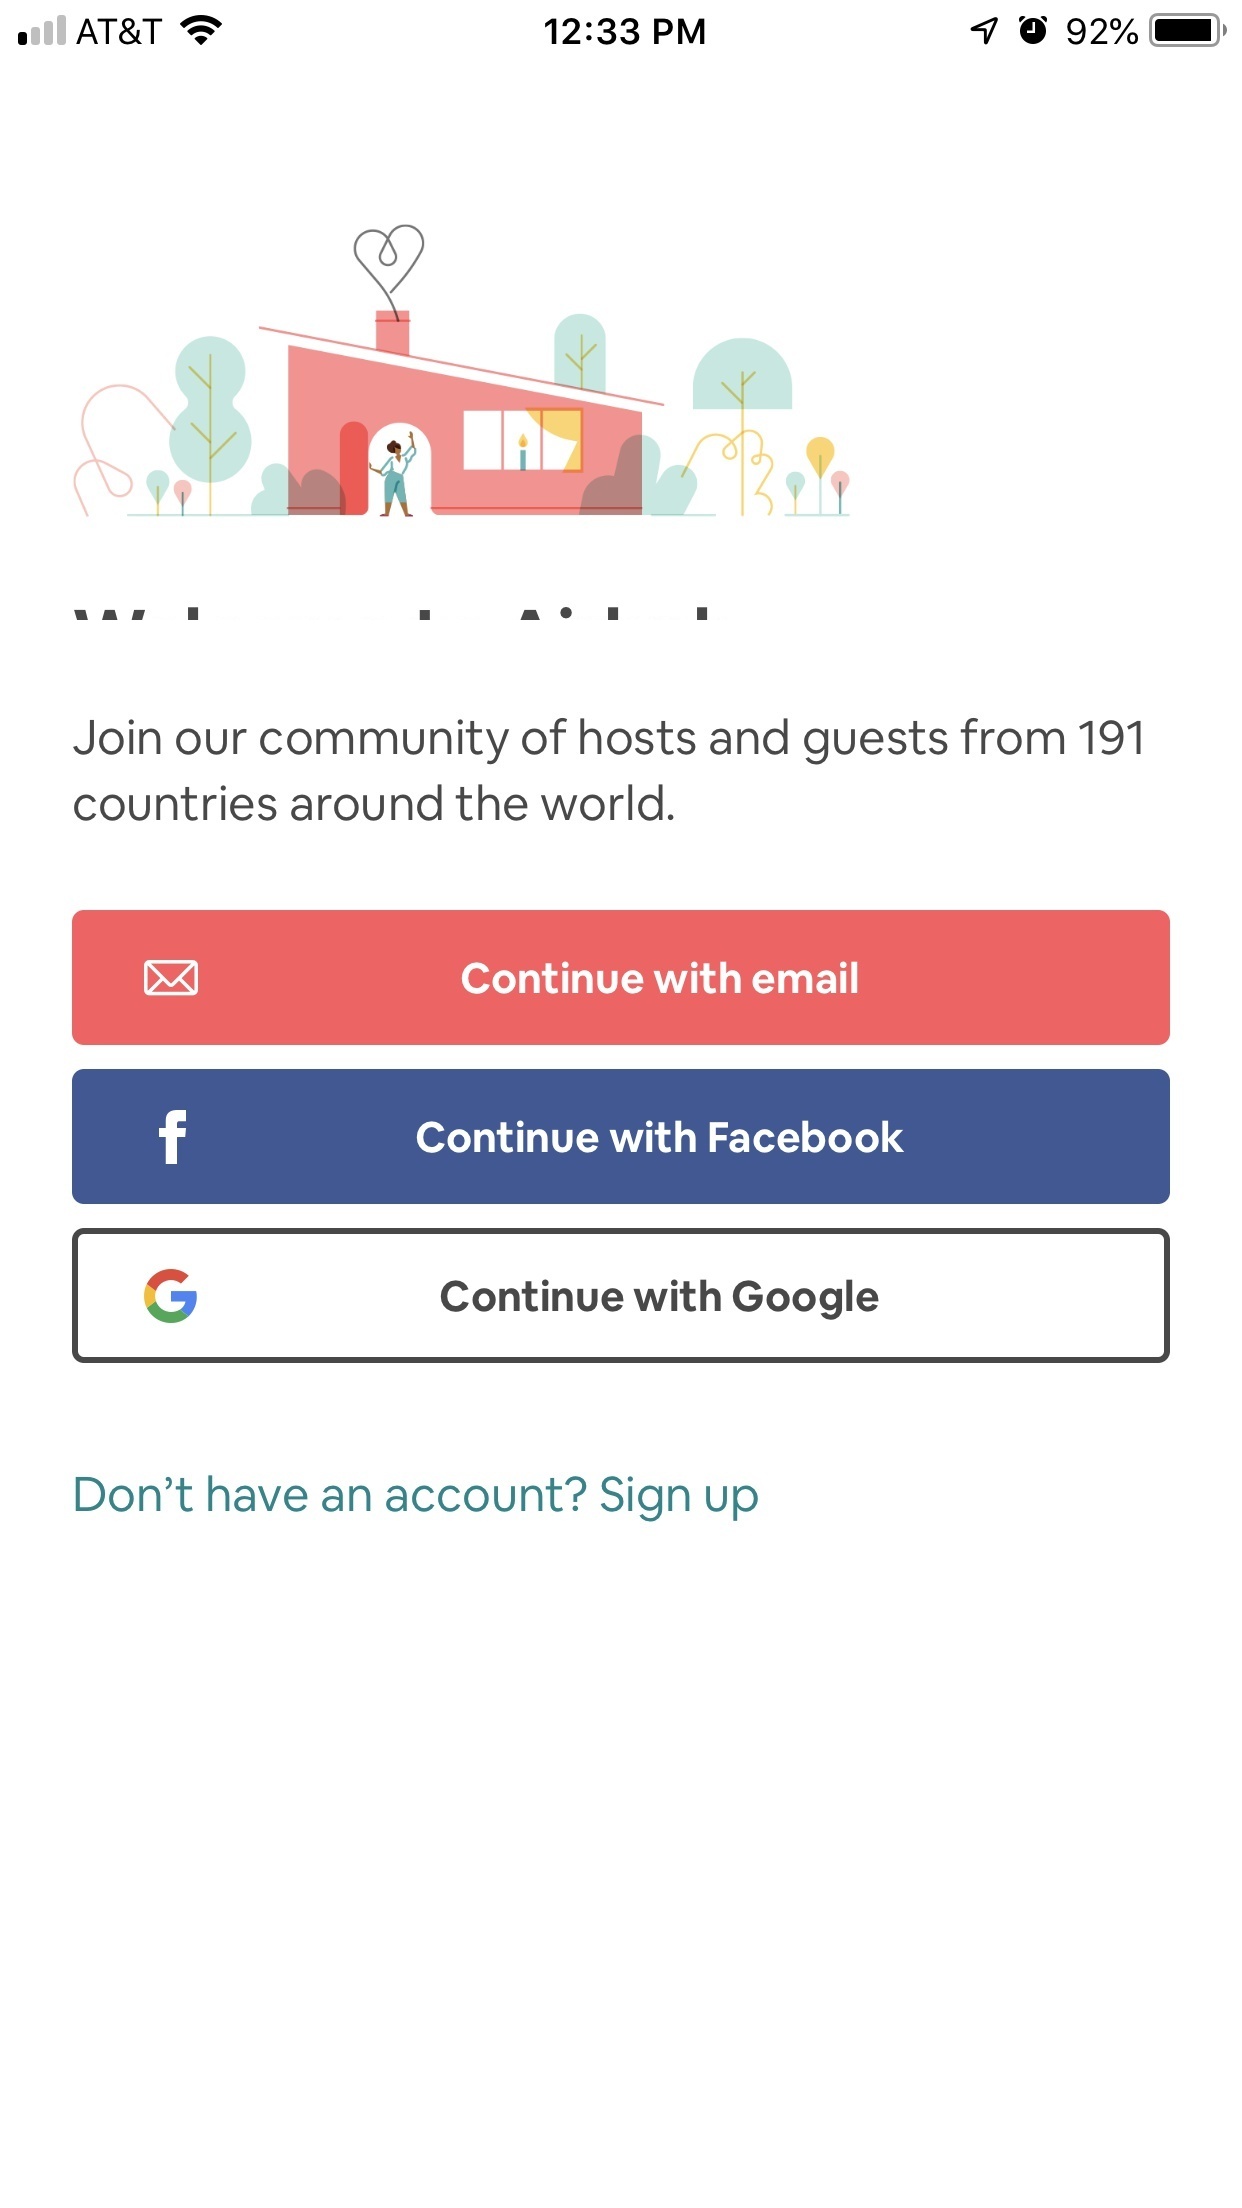 AT&T
12:33 PM
92%
Join our community of hosts and guests from 191
countries around the world.
Continue with email
f
Continue with Facebook
G
Continue with Google
Don’t have an account? Sign up